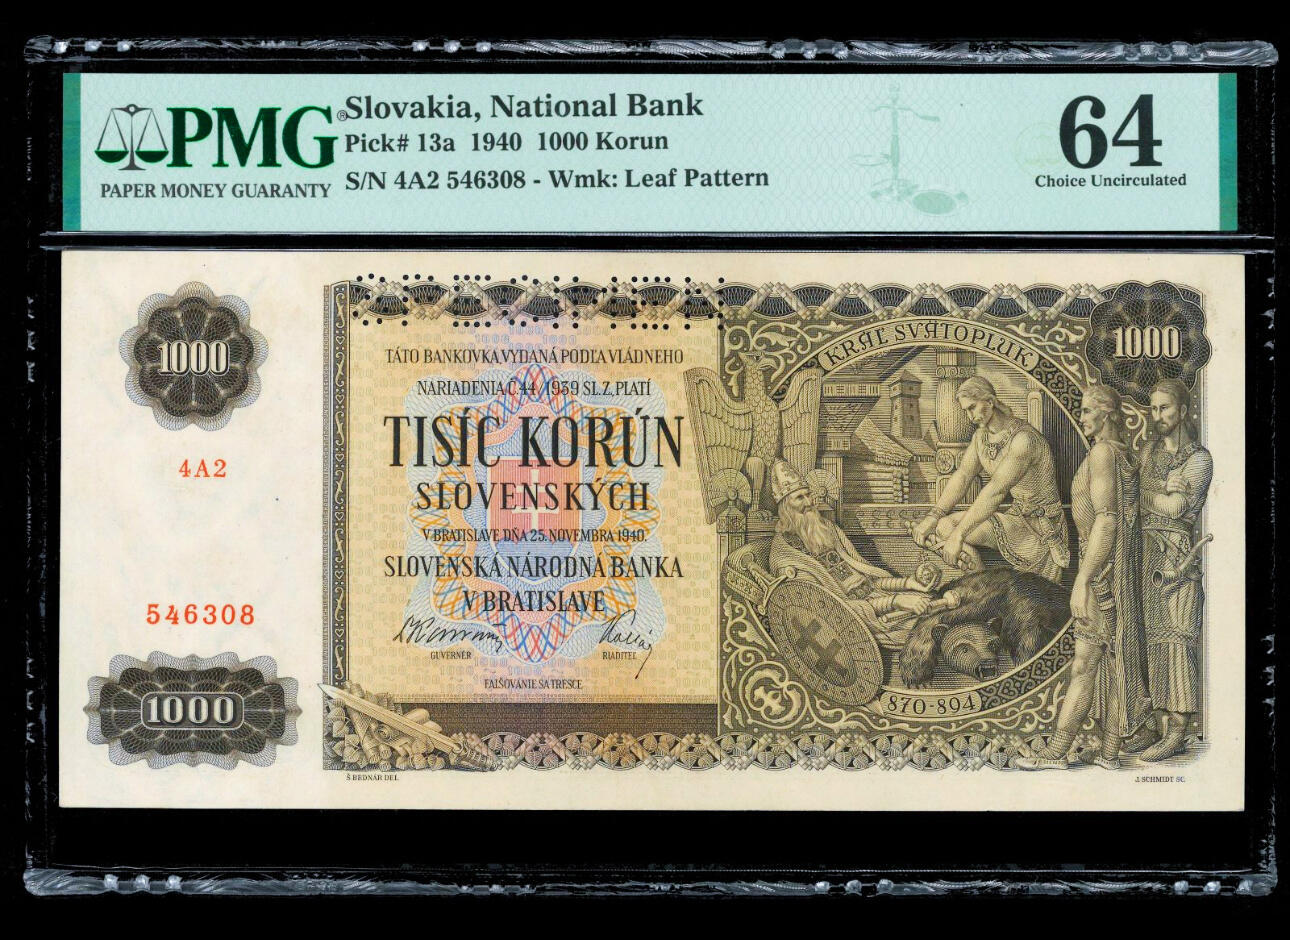 PMG®
PAPER MONEY GUARANTY
Slovakia, National Bank
Pick# 13a 1940 1000 Korun
S/N 4A2 546308 - Wmk: Leaf Pattern
64
Choice Uncirculated
1000
4A2
546308
1000
TÁTO BANKOVKA VYDANÁ PODĽA VLÁDNEHO
NARIADENIA Č. 44/1939 SL. Z. PLATÍ
TISÍC KORÚN
SLOVENSKÝCH
V BRATISLAVE DŇA 25. NOVEMBRA 1940.
SLOVENSKÁ NÁRODNÁ BANKA
V BRATISLAVE
GUVERNÉR
RIADITEĽ
FALŠOVANIE SA TRESCE
Š. BEDNÁR DEL.
KRÁĽ SVÄTOPLUK
1000
870-894
J. SCHMIDT SC.